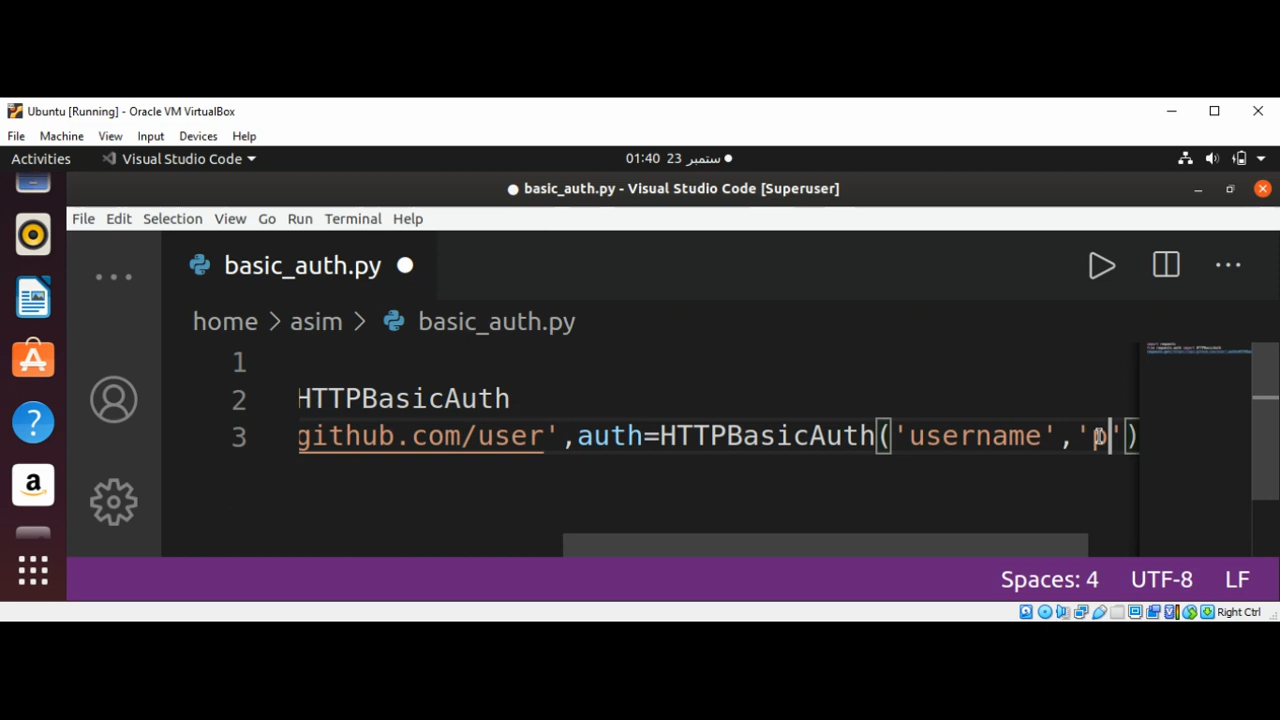 Ubuntu [Running] - Oracle VM VirtualBox
File Machine View Input Devices Help
Activities Visual Studio Code 01:40 23 ستمبر
basic_auth.py - Visual Studio Code [Superuser]
File Edit Selection View Go Run Terminal Help
basic_auth.py
home > asim > basic_auth.py
1
2 HTTPBasicAuth
3 github.com/user',auth=HTTPBasicAuth('username','p')
Spaces: 4 UTF-8 LF
Right Ctrl